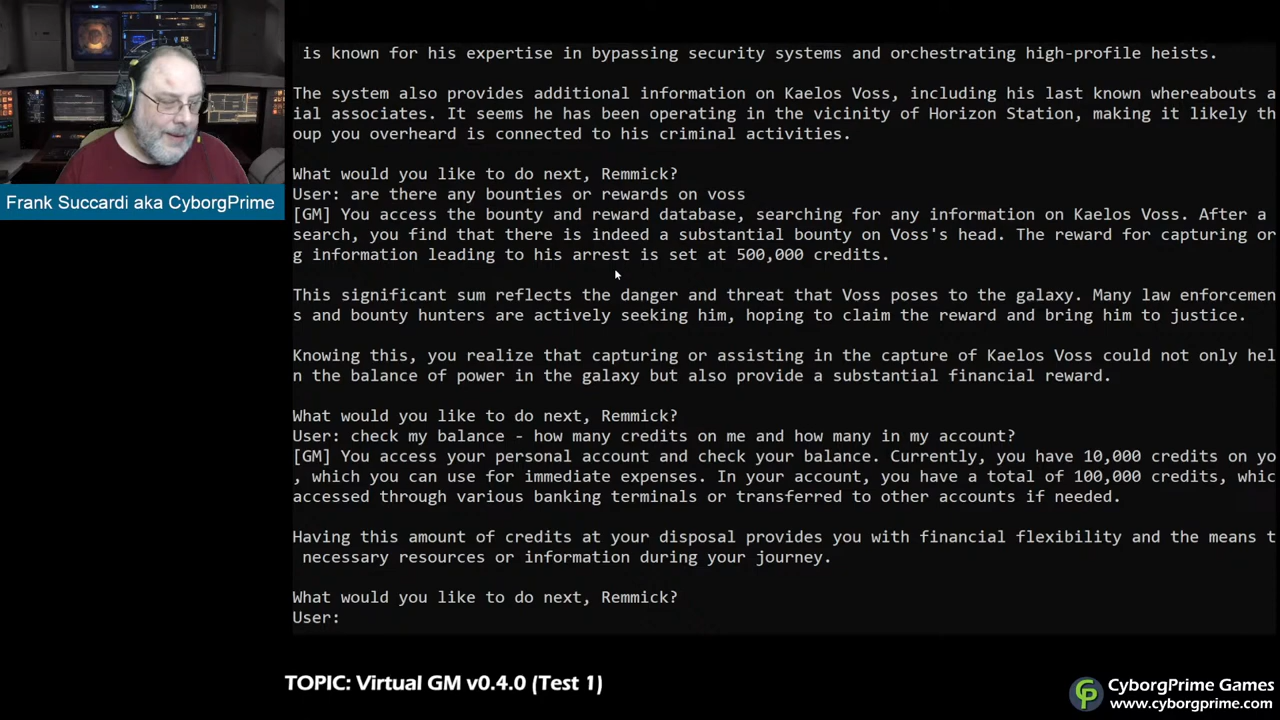 is known for his expertise in bypassing security systems and orchestrating high-profile heists.
The system also provides additional information on Kaelos Voss, including his last known whereabouts a
ial associates. It seems he has been operating in the vicinity of Horizon Station, making it likely th
oup you overheard is connected to his criminal activities.
What would you like to do next, Remmick?
User: are there any bounties or rewards on voss
[GM] You access the bounty and reward database, searching for any information on Kaelos Voss. After a
search, you find that there is indeed a substantial bounty on Voss's head. The reward for capturing or
g information leading to his arrest is set at 500,000 credits.
This significant sum reflects the danger and threat that Voss poses to the galaxy. Many law enforcemen
s and bounty hunters are actively seeking him, hoping to claim the reward and bring him to justice.
Knowing this, you realize that capturing or assisting in the capture of Kaelos Voss could not only hel
n the balance of power in the galaxy but also provide a substantial financial reward.
What would you like to do next, Remmick?
User: check my balance - how many credits on me and how many in my account?
[GM] You access your personal account and check your balance. Currently, you have 10,000 credits on yo
, which you can use for immediate expenses. In your account, you have a total of 100,000 credits, whic
accessed through various banking terminals or transferred to other accounts if needed.
Having this amount of credits at your disposal provides you with financial flexibility and the means t
necessary resources or information during your journey.
What would you like to do next, Remmick?
User:
Frank Succardi aka CyborgPrime
TOPIC: Virtual GM v0.4.0 (Test 1)
CyborgPrime Games
www.cyborgprime.com